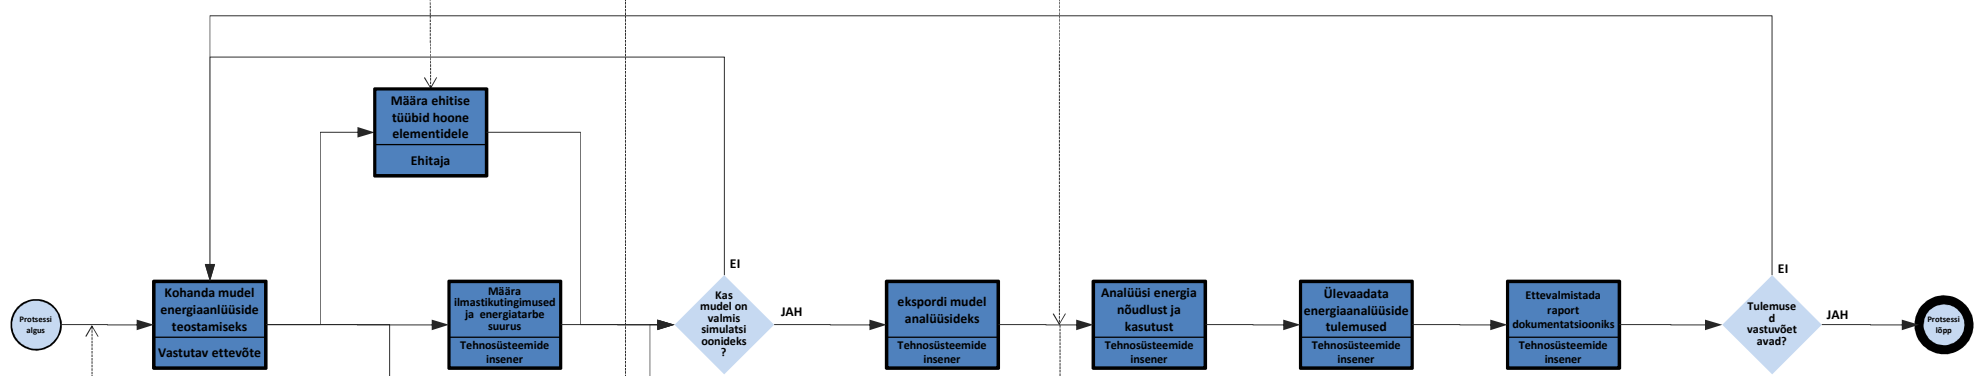 Määra ehitise
tüübid hoone
elementidele
Ehitaja
Protsessi
algus
Kohanda mudel
energiaanlüüside
teostamiseks
Vastutav ettevõte
Määra
ilmastikutingimused
ja energiatarbe
suurus
Tehnosüsteemide
insener
EI
Kas
mudel on
valmis
simulatsi
oonideks
?
JAH
ekspordi mudel
analüüsideks
Tehnosüsteemide
insener
Analüüsi energia
nõudlust ja
kasutust
Tehnosüsteemide
insener
Ülevaadata
energiaanalüüside
tulemused
Tehnosüsteemide
insener
Ettevalmistada
raport
dokumentatsiooniks
Tehnosüsteemide
insener
EI
Tulemuse
d
vastuvõet
avad?
JAH
Protsessi
lõpp